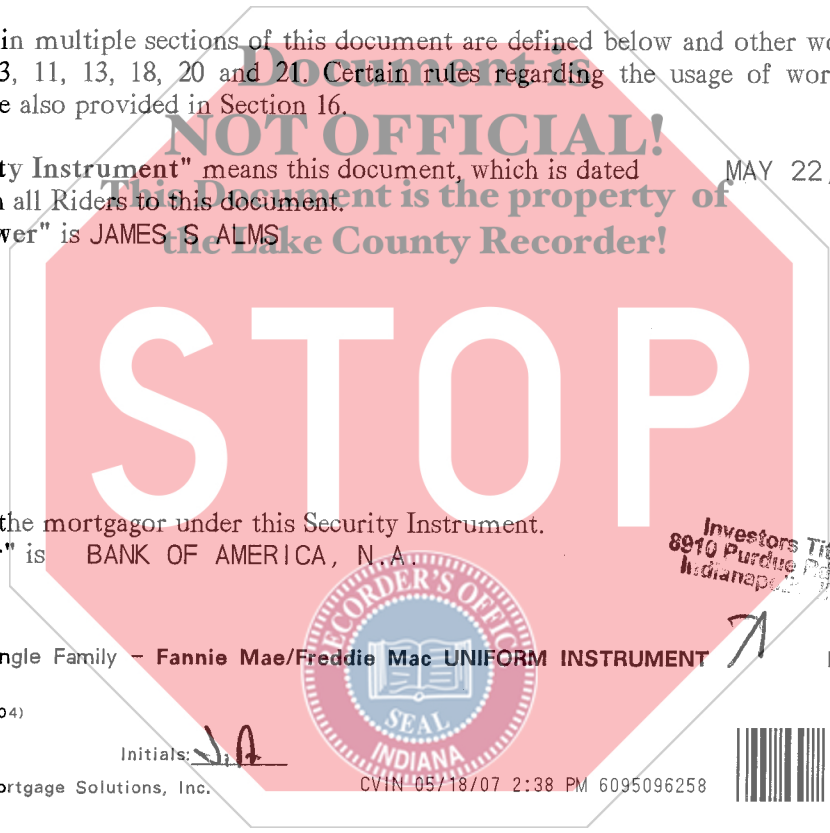 in multiple sections of this document are defined below and other wo
3, 11, 13, 18, 20 and 21. Certain rules regarding the usage of wor
e also provided in Section 16.
Document is
NOT OFFICIAL!
This Document is the property of
the Lake County Recorder!
ty Instrument" means this document, which is dated MAY 22,
all Riders to this document.
wer" is JAMES S ALMS
STOP
the mortgagor under this Security Instrument.
" is BANK OF AMERICA, N.A.
Investors Tit
8910 Purdue Rd
Indianapol
RECORDER'S OFFICE
SEAL
INDIANA
ngle Family – Fannie Mae/Freddie Mac UNIFORM INSTRUMENT
04)
Initials: J.A
ortgage Solutions, Inc.
CVIN 05/18/07 2:38 PM 6095096258